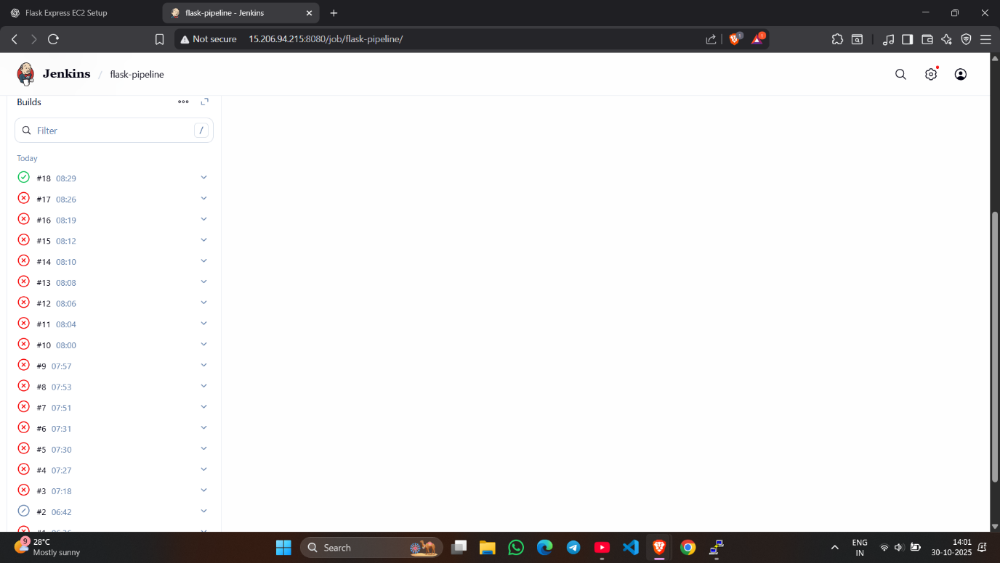 Flask Express EC2 Setup
flask-pipeline - Jenkins
Not secure 15.206.94.215:8080/job/flask-pipeline/
1
1
Jenkins / flask-pipeline
Builds
Filter /
Today
#18 08:29
#17 08:26
#16 08:19
#15 08:12
#14 08:10
#13 08:08
#12 08:06
#11 08:04
#10 08:00
#9 07:57
#8 07:53
#7 07:51
#6 07:31
#5 07:30
#4 07:27
#3 07:18
#2 06:42
9
28°C
Mostly sunny
Search
ENG
IN
14:01
30-10-2025